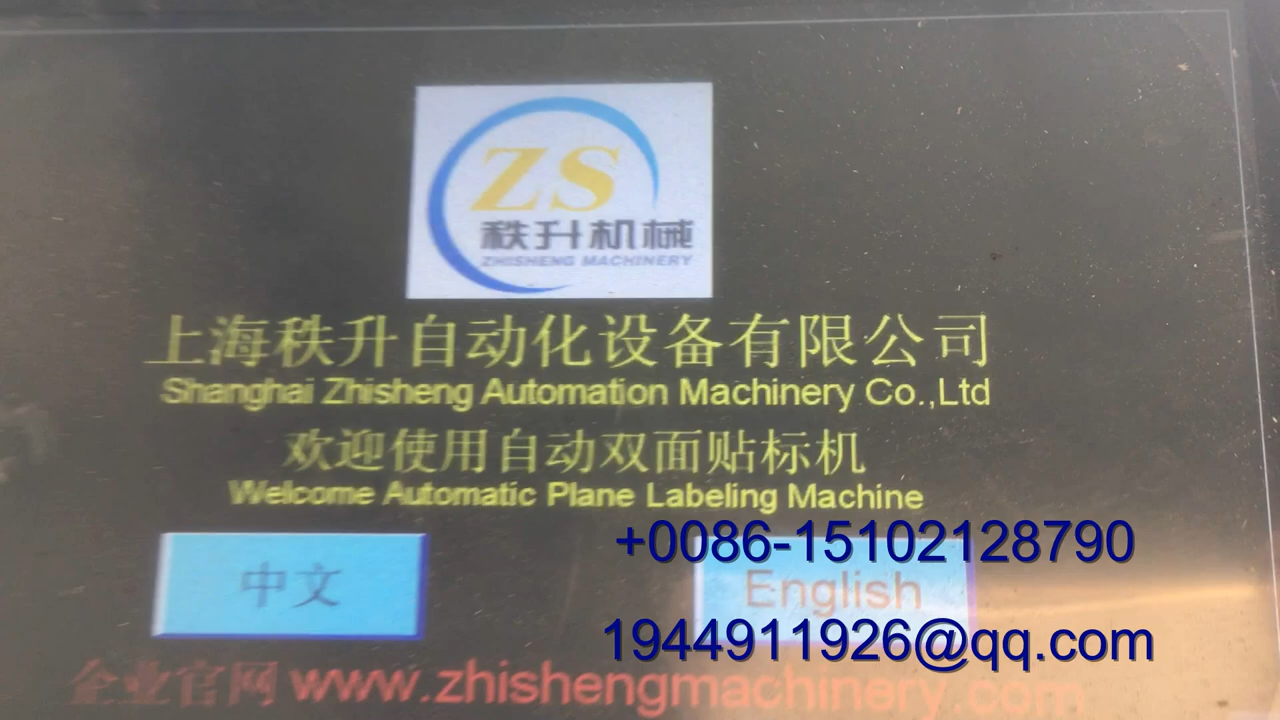 ZS
秩升机械
ZHISHENG MACHINERY
上海秩升自动化设备有限公司
Shanghai Zhisheng Automation Machinery Co.,Ltd
欢迎使用自动双面贴标机
Welcome Automatic Plane Labeling Machine
+0086-15102128790
中文
English
1944911926@qq.com
企业官网 www.zhishengmachinery.com